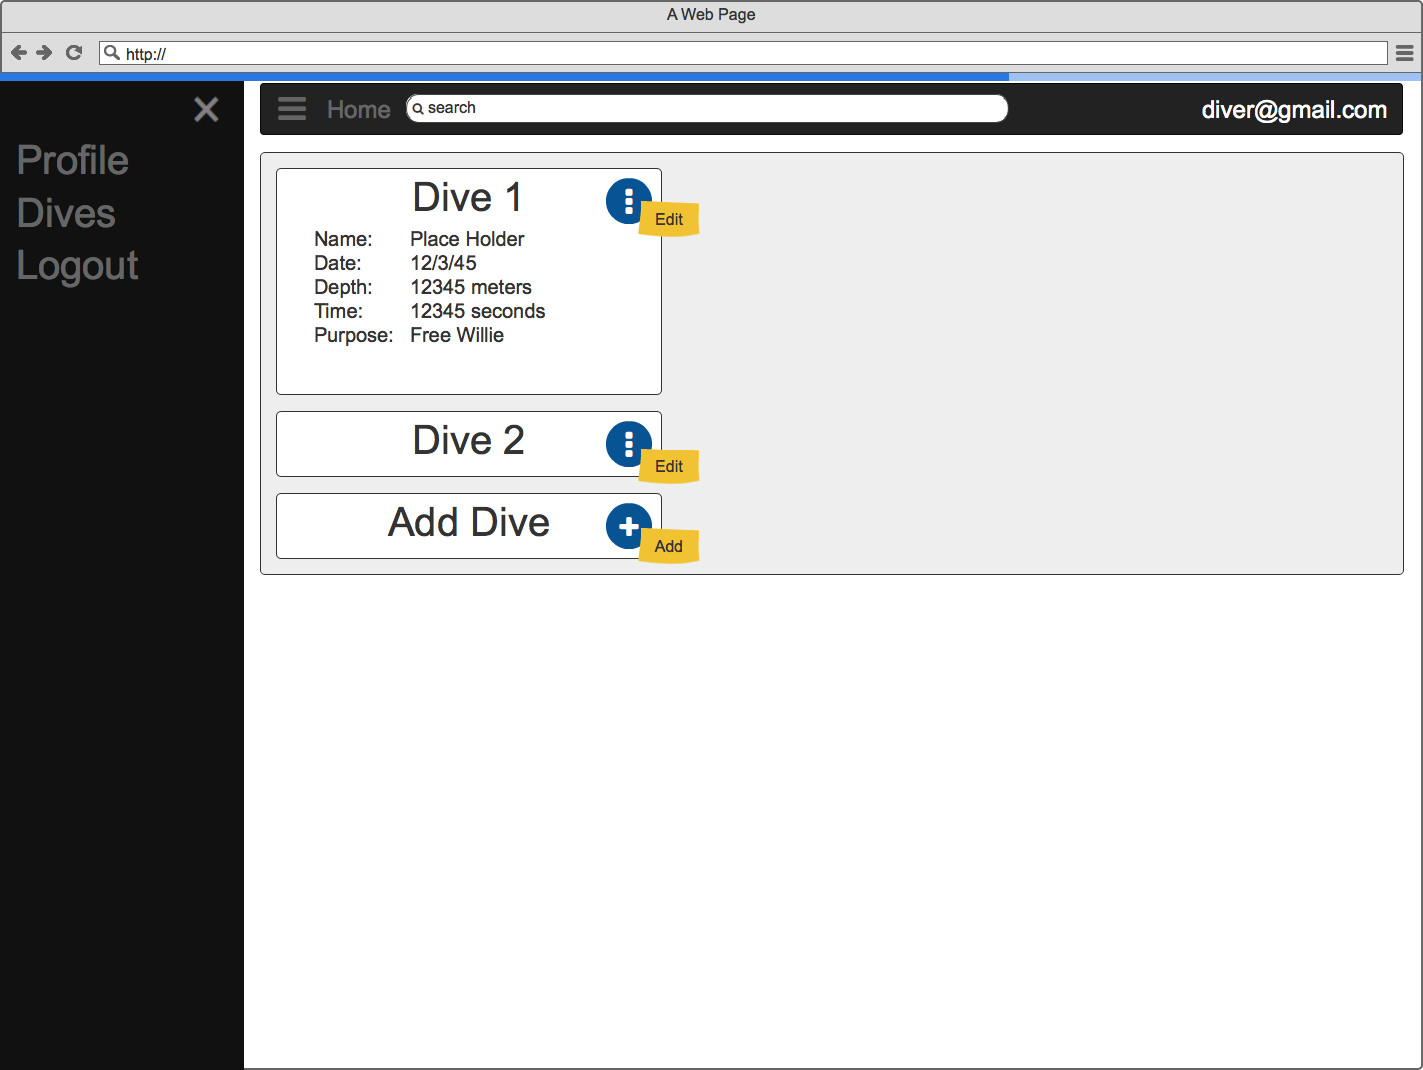 A Web Page
http://
Home
search
diver@gmail.com
Profile
Dives
Logout
Dive 1
Edit
Name: Place Holder
Date: 12/3/45
Depth: 12345 meters
Time: 12345 seconds
Purpose: Free Willie
Dive 2
Edit
Add Dive
Add